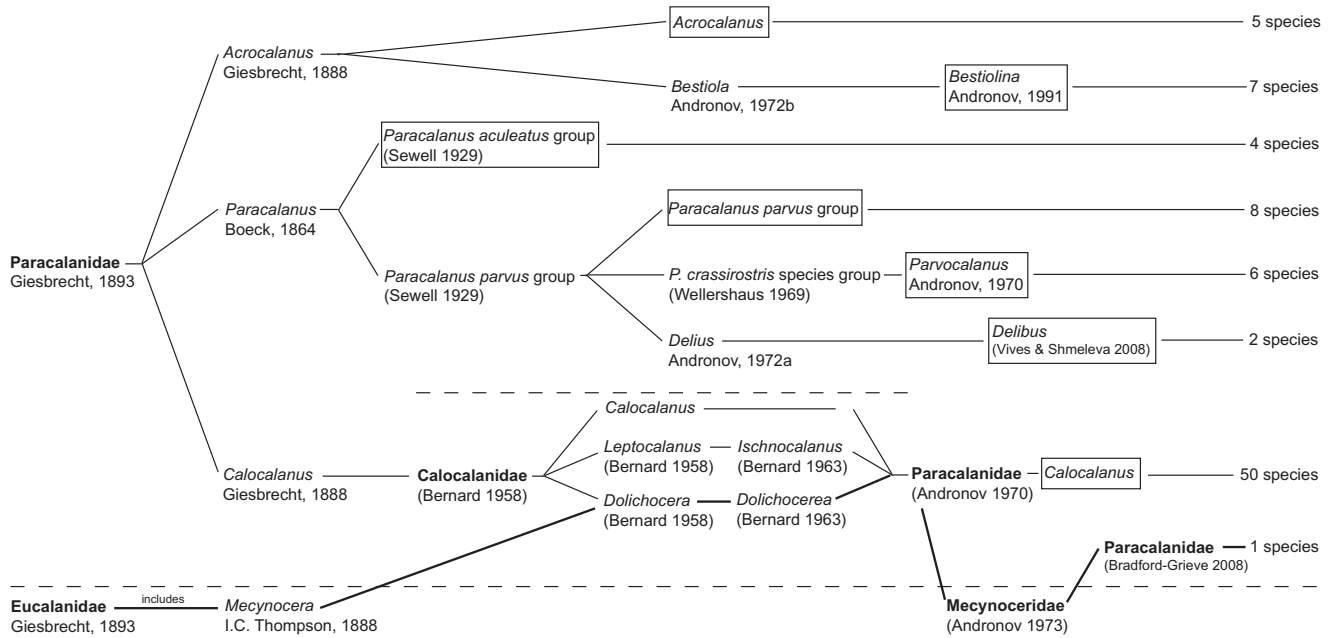 Acrocalanus
5 species
Acrocalanus
Giesbrecht, 1888
Bestiola
Andronov, 1972b
Bestiolina
Andronov, 1991
7 species
Paracalanus aculeatus group
(Sewell 1929)
4 species
Paracalanus
Boeck, 1864
Paracalanus parvus group
8 species
Paracalanidae
Giesbrecht, 1893
Paracalanus parvus group
(Sewell 1929)
P. crassirostris species group
(Wellershaus 1969)
Parvocalanus
Andronov, 1970
6 species
Delius
Andronov, 1972a
Delibus
(Vives & Shmeleva 2008)
2 species
Calocalanus
Calocalanus
Giesbrecht, 1888
Calocalanidae
(Bernard 1958)
Leptocalanus
(Bernard 1958)
Ischnocalanus
(Bernard 1963)
Dolichocera
(Bernard 1958)
Dolichocerea
(Bernard 1963)
Paracalanidae
(Andronov 1970)
Calocalanus
50 species
Paracalanidae
(Bradford-Grieve 2008)
1 species
Eucalanidae
Giesbrecht, 1893
includes
Mecynocera
I.C. Thompson, 1888
Mecynoceridae
(Andronov 1973)